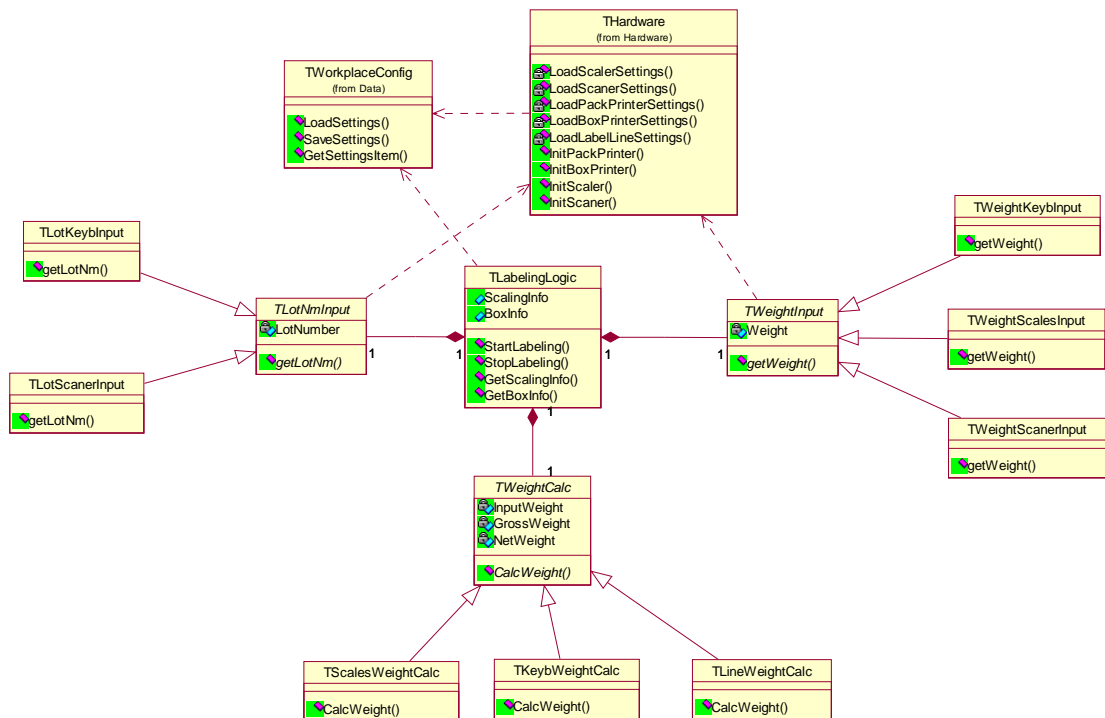 THardware
(from Hardware)
LoadScalerSettings()
LoadScanerSettings()
LoadPackPrinterSettings()
LoadBoxPrinterSettings()
LoadLabelLineSettings()
InitPackPrinter()
InitBoxPrinter()
InitScaler()
InitScaner()
TWorkplaceConfig
(from Data)
LoadSettings()
SaveSettings()
GetSettingsItem()
TLotKeybInput
getLotNm()
TLotNmInput
LotNumber
getLotNm()
TLotScanerInput
getLotNm()
TLabelingLogic
ScalingInfo
BoxInfo
StartLabeling()
StopLabeling()
GetScalingInfo()
GetBoxInfo()
1
1
1
1
1
1
TWeightInput
Weight
getWeight()
TWeightKeybInput
getWeight()
TWeightScalesInput
getWeight()
TWeightScanerInput
getWeight()
TWeightCalc
InputWeight
GrossWeight
NetWeight
CalcWeight()
TScalesWeightCalc
CalcWeight()
TKeybWeightCalc
CalcWeight()
TLineWeightCalc
CalcWeight()